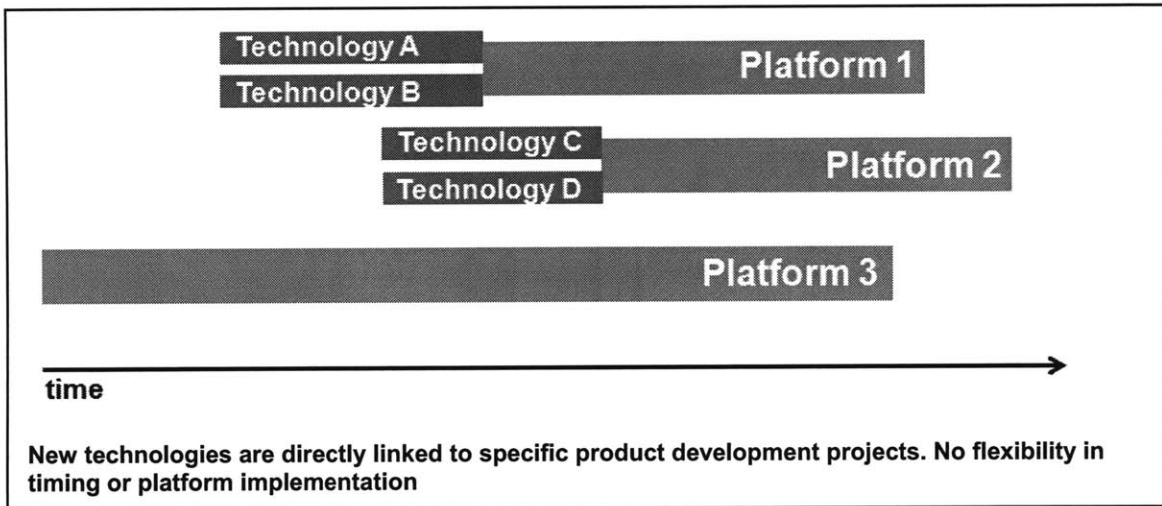 Technology A
Technology B
Platform 1
Technology C
Technology D
Platform 2
Platform 3
time
New technologies are directly linked to specific product development projects. No flexibility in
timing or platform implementation